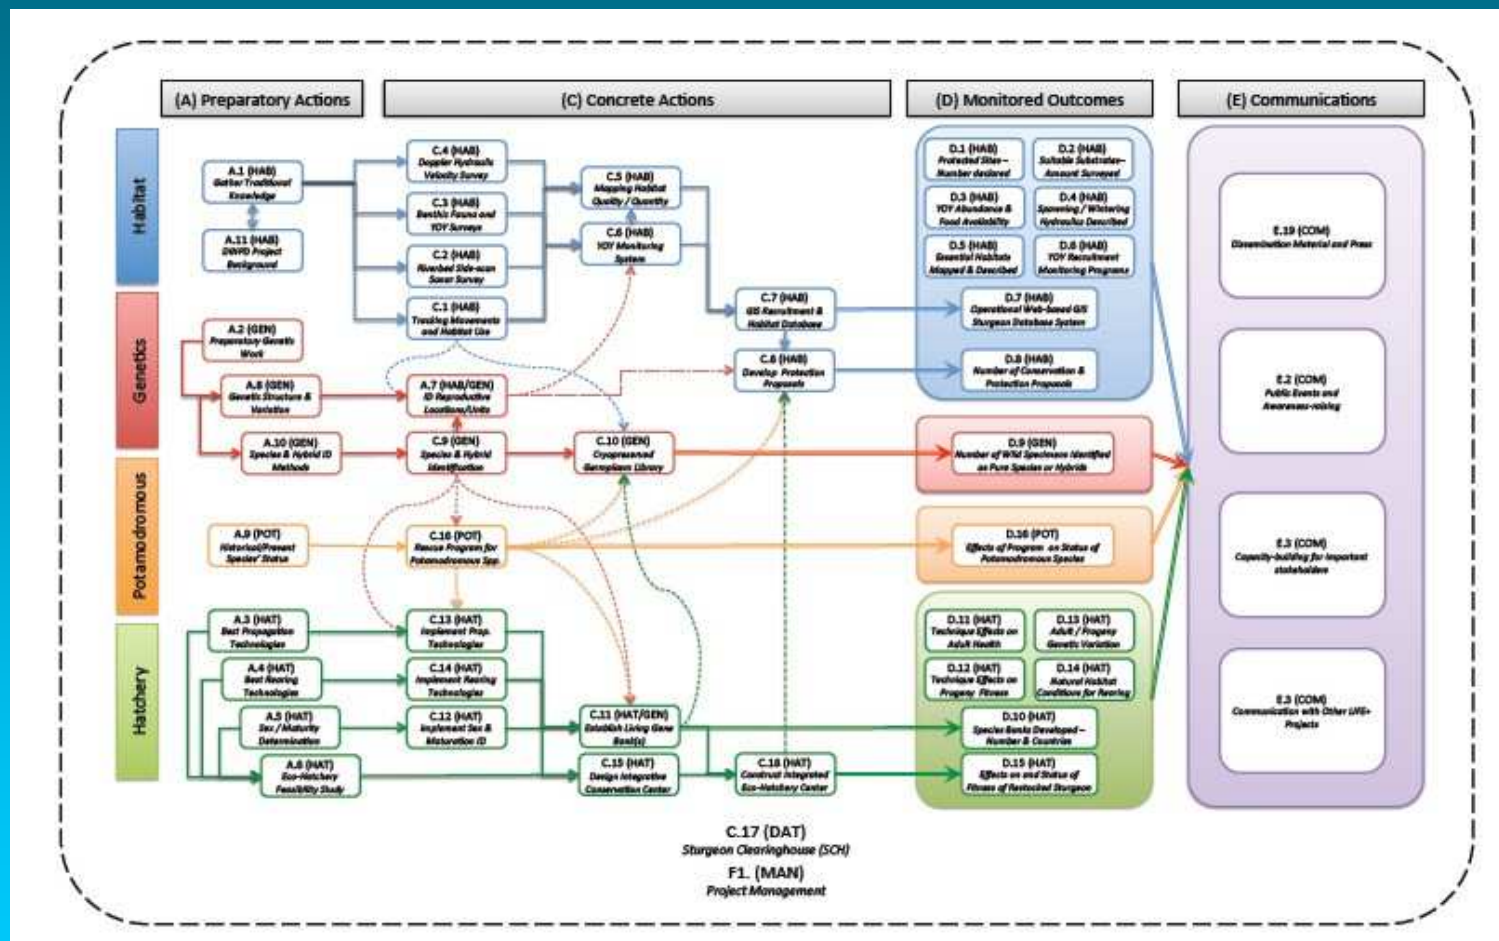 (A) Preparatory Actions
(C) Concrete Actions
(D) Monitored Outcomes
(E) Communications
Habitat
A.1 (HAB)
Gather Traditional
Knowledge
A.11 (HAB)
Project
Background
C.4 (HAB)
Doppler Hydraulic
Velocity Survey
C.3 (HAB)
Benthic Fauna and
YOY Surveys
C.2 (HAB)
Riverbed Side-scan
Sonar Survey
C.1 (HAB)
Tracking Movements
and Habitat Use
C.5 (HAB)
Mapping Habitat
Quality / Quantity
C.6 (HAB)
YOY Monitoring
System
C.7 (HAB)
GIS Recruitment &
Habitat Database
C.8 (HAB)
Develop Protection
Proposals
D.1 (HAB)
Protected Sites–
Number declared
D.2 (HAB)
Suitable Substrates–
Amount Surveyed
D.3 (HAB)
YOY Abundance &
Food Availability
D.4 (HAB)
Spawning / Wintering
Hydraulics Described
D.5 (HAB)
Essential Habitats
Mapped & Described
D.6 (HAB)
YOY Recruitment
Monitoring Programs
D.7 (HAB)
Operational Web-based GIS
Sturgeon Database System
D.8 (HAB)
Number of Conservation &
Protection Proposals
Genetics
A.2 (GEN)
Preparatory Genetic
Work
A.8 (GEN)
Genetic Structure &
Variation
A.10 (GEN)
Species & Hybrid ID
Methods
A.7 (HAB/GEN)
ID Reproductive
Locations/Units
C.9 (GEN)
Species & Hybrid
Identification
C.10 (GEN)
Cryopreserved
Germplasm Library
D.9 (GEN)
Number of Wild Specimens Identified
as Pure Species or Hybrids
Potamodromous
A.9 (POT)
Historical/Present
Species' Status
C.16 (POT)
Rescue Program for
Potamodromous Spp.
D.16 (POT)
Effects of Program on Status of
Potamodromous Species
Hatchery
A.3 (HAT)
Best Propagation
Technologies
A.4 (HAT)
Best Rearing
Technologies
A.5 (HAT)
Sex / Maturity
Determination
A.6 (HAT)
Eco-Hatchery
Feasibility Study
C.13 (HAT)
Implement Prop.
Technologies
C.14 (HAT)
Implement Rearing
Technologies
C.12 (HAT)
Implement Sex &
Maturation ID
C.11 (HAT/GEN)
Establish Living Gene
Bank(s)
C.15 (HAT)
Design Integrative
Conservation Center
C.18 (HAT)
Construct Integrated
Eco-Hatchery Center
D.11 (HAT)
Technique Effects on
Adult Health
D.13 (HAT)
Adult / Progeny
Genetic Variation
D.12 (HAT)
Technique Effects on
Progeny Fitness
D.14 (HAT)
Natural Habitat
Conditions for Rearing
D.10 (HAT)
Species Banks Developed –
Number & Countries
D.15 (HAT)
Effects on and Status of
Fitness of Restocked Sturgeon
E.19 (COM)
Dissemination Material and Press
E.2 (COM)
Public Events and
Awareness-raising
E.3 (COM)
Capacity-building for important
stakeholders
E.3 (COM)
Communication with Other LIFE+
Projects
C.17 (DAT)
Sturgeon Clearinghouse (SCH)
F1. (MAN)
Project Management